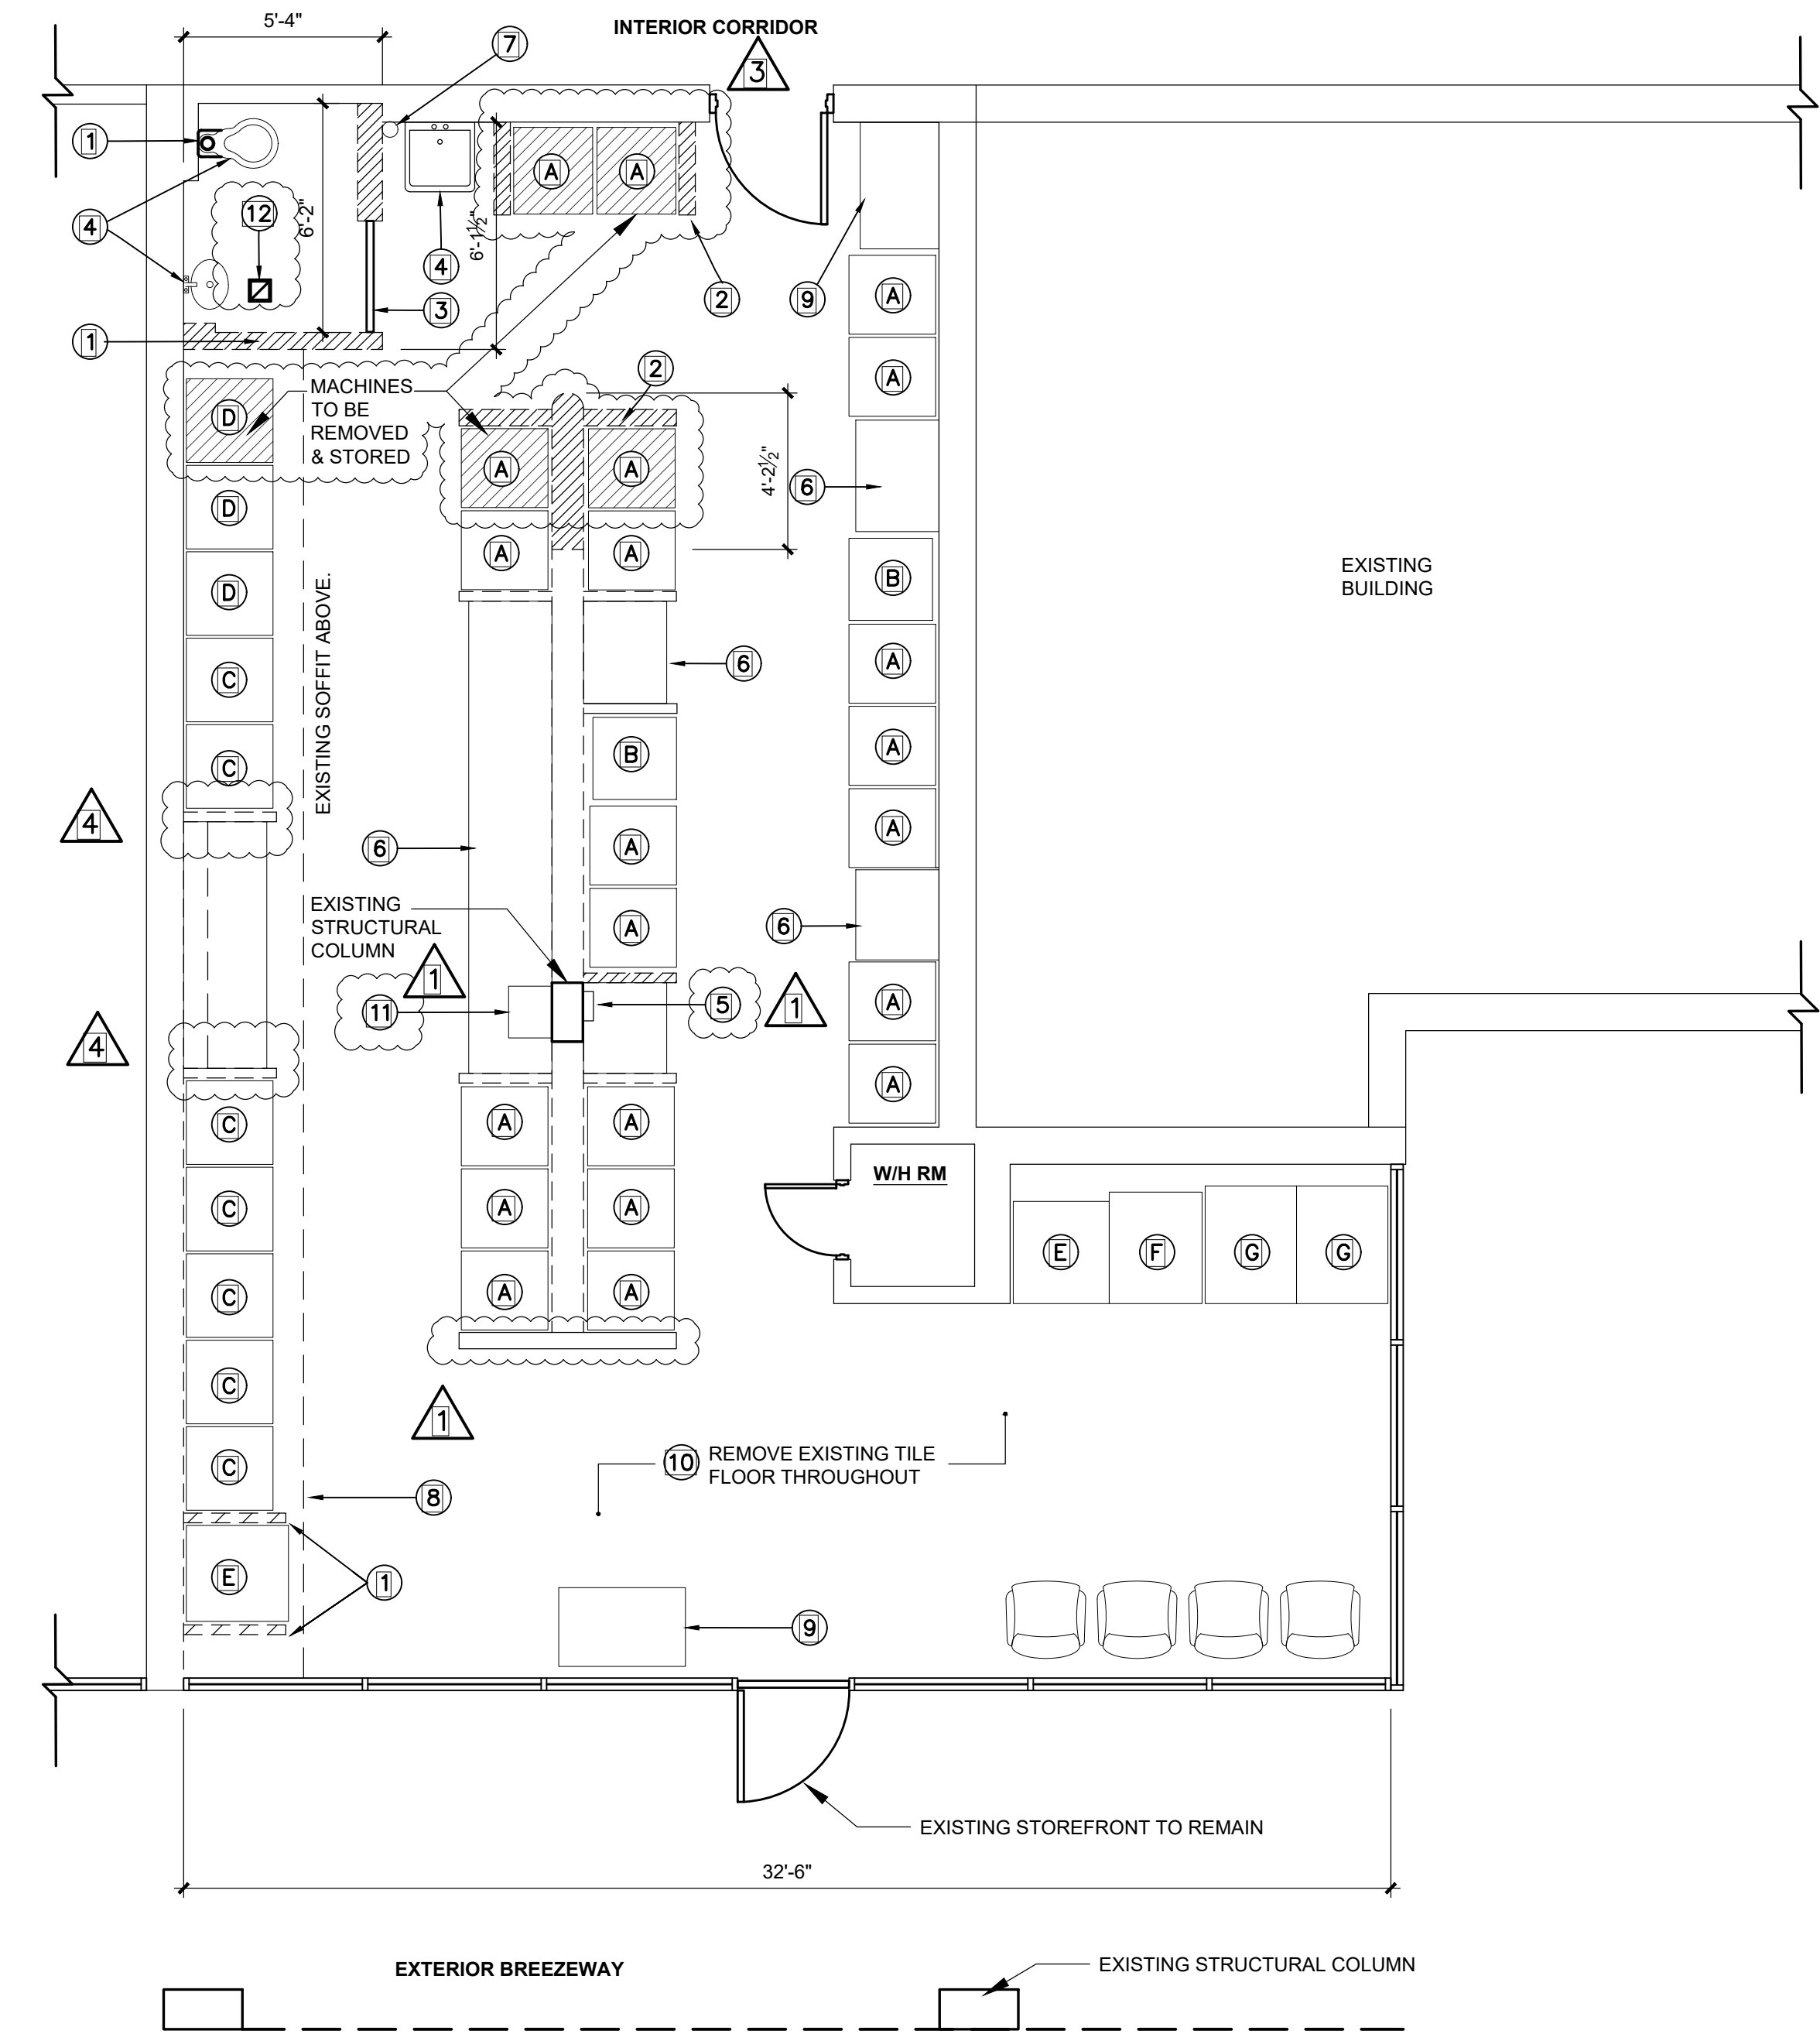 5'-4"
INTERIOR CORRIDOR
7
3
1
A
A
4
12
6'-2"
6'-1½"
4
3
2
9
A
1
2
MACHINES
TO BE
REMOVED
& STORED
A
D
A
A
4'-2½"
6
D
A
A
EXISTING
BUILDING
B
D
EXISTING SOFFIT ABOVE.
C
6
A
C
B
A
4
6
A
A
EXISTING
STRUCTURAL
COLUMN
A
6
1
11
5
1
A
4
A
C
A
A
W/H RM
C
A
A
E
F
G
G
C
A
A
C
1
10
REMOVE EXISTING TILE
FLOOR THROUGHOUT
C
8
E
1
9
EXISTING STOREFRONT TO REMAIN
32'-6"
EXTERIOR BREEZEWAY
EXISTING STRUCTURAL COLUMN